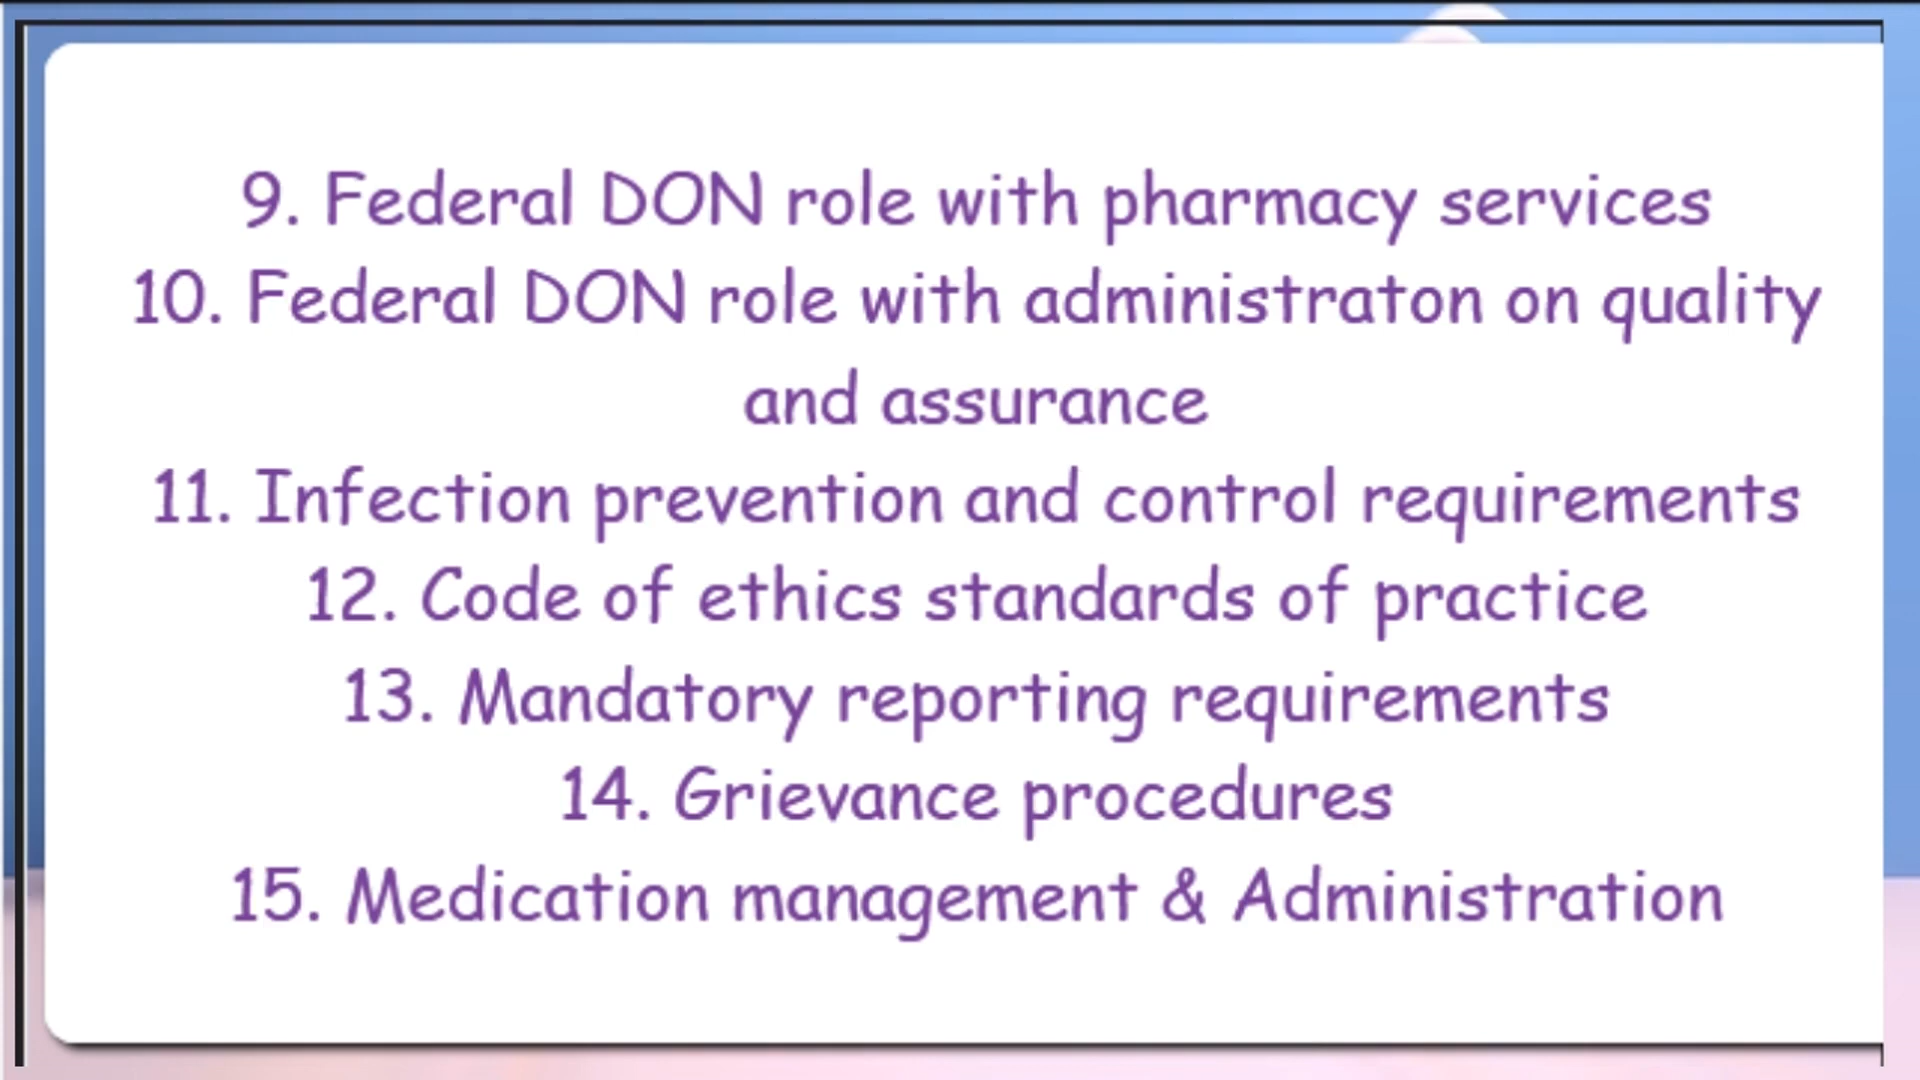 9. Federal DON role with pharmacy services
10. Federal DON role with administraton on quality
and assurance
11. Infection prevention and control requirements
12. Code of ethics standards of practice
13. Mandatory reporting requirements
14. Grievance procedures
15. Medication management & Administration